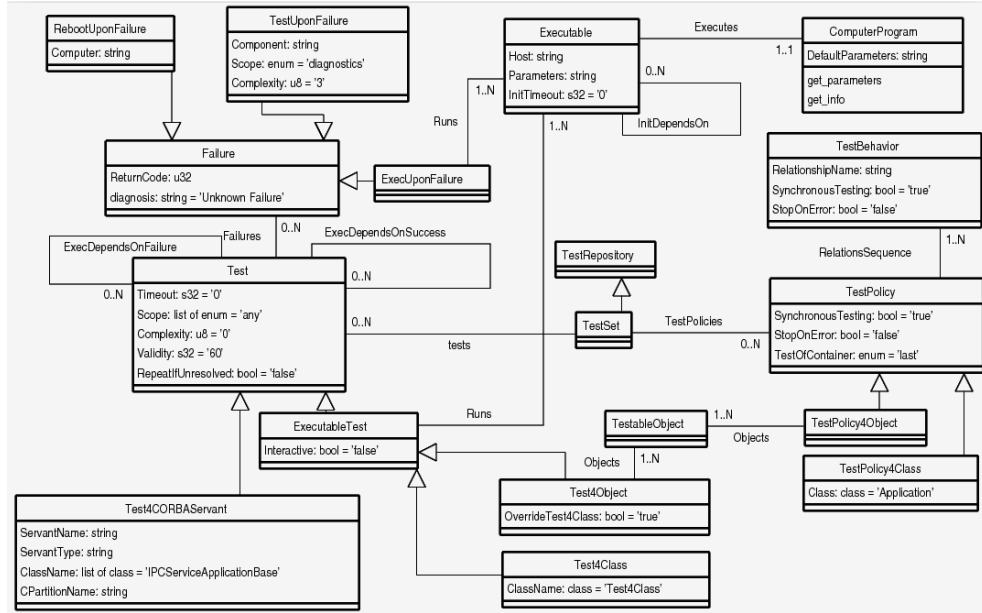 RebootUponFailure
Computer: string
TestUponFailure
Component: string
Scope: enum = 'diagnostics'
Complexity: u8 = '3'
Executable
Host: string
Parameters: string
InitTimeout: s32 = '0'
Executes
1..1
ComputerProgram
DefaultParameters: string
get_parameters
get_info
0..N
InitDependsOn
1..N
1..N
Runs
Failure
ReturnCode: u32
diagnosis: string = 'Unknown Failure'
ExecUponFailure
TestBehavior
RelationshipName: string
SynchronousTesting: bool = 'true'
StopOnError: bool = 'false'
1..N
RelationsSequence
Failures
0..N
ExecDependsOnFailure
0..N
ExecDependsOnSuccess
0..N
Test
Timeout: s32 = '0'
Scope: list of enum = 'any'
Complexity: u8 = '0'
Validity: s32 = '60'
RepeatIfUnresolved: bool = 'false'
TestRepository
TestSet
0..N
tests
TestPolicies
0..N
TestPolicy
SynchronousTesting: bool = 'true'
StopOnError: bool = 'false'
TestOfContainer: enum = 'last'
ExecutableTest
Interactive: bool = 'false'
Runs
TestableObject
1..N
Objects
TestPolicy4Object
Objects
1..N
TestPolicy4Class
Class: class = 'Application'
Test4Object
OverrideTest4Class: bool = 'true'
Test4CORBAServant
ServantName: string
ServantType: string
ClassName: list of class = 'IPCServiceApplicationBase'
CPartitionName: string
Test4Class
ClassName: class = 'Test4Class'